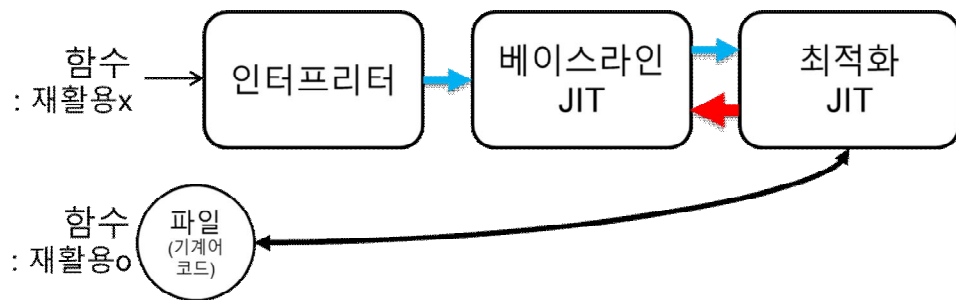 함수
: 재활용x
인터프리터
베이스라인
JIT
최적화
JIT
함수
: 재활용o
파일
(기계어
코드)